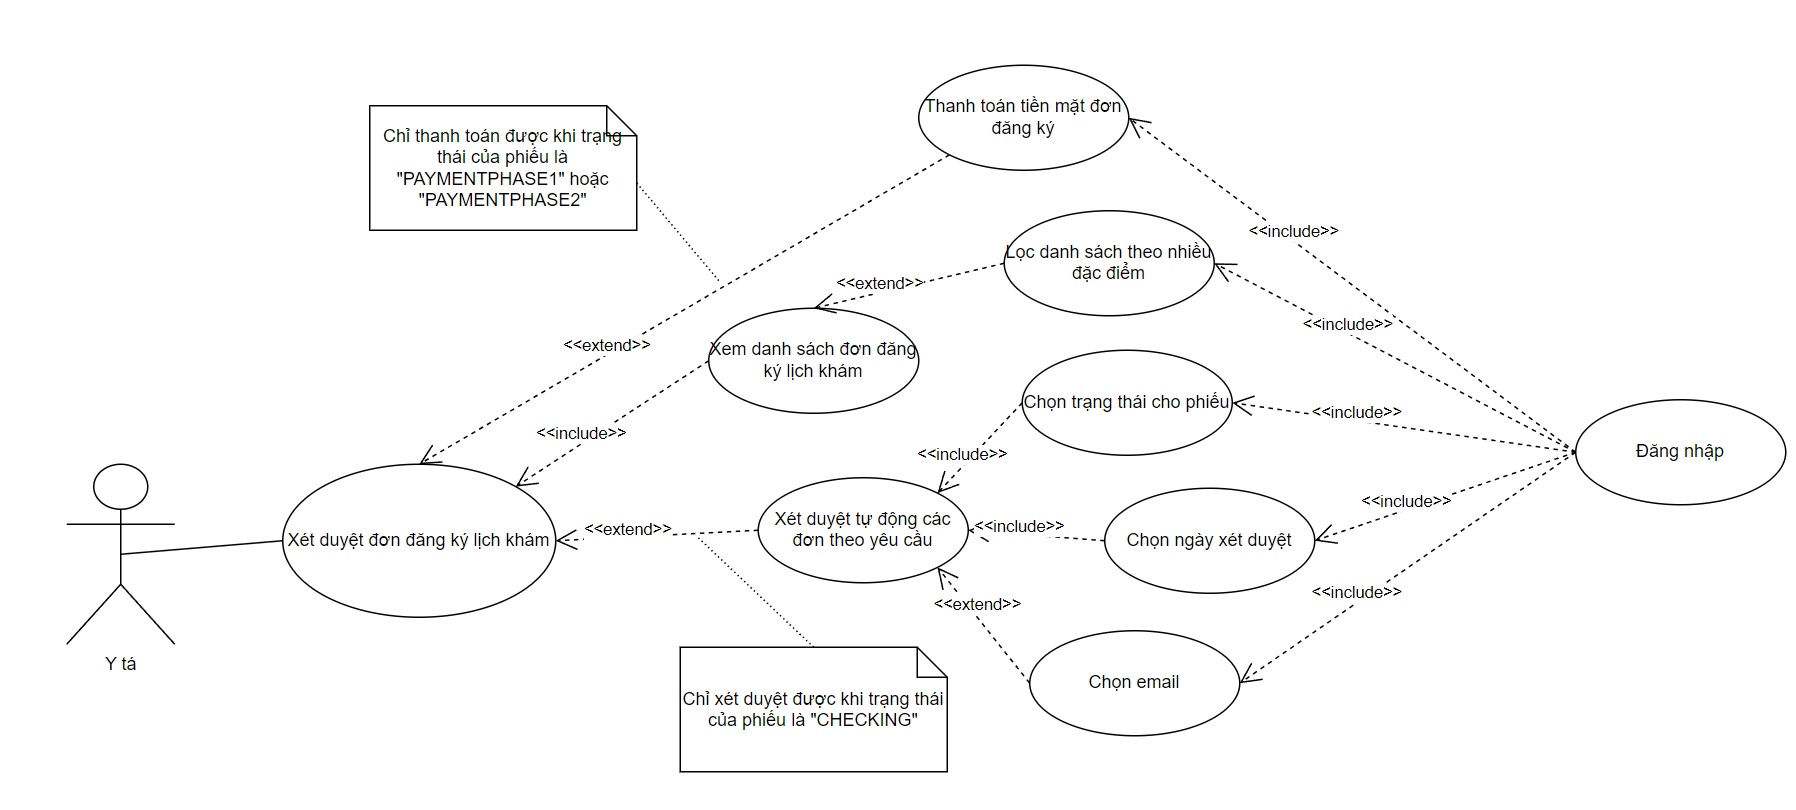 Thanh toán tiền mặt đơn
đăng ký
Chỉ thanh toán được khi trạng
thái của phiếu là
"PAYMENTPHASE1" hoặc
"PAYMENTPHASE2"
<<include>>
Lọc danh sách theo nhiều
đặc điểm
<<extend>>
<<include>>
<<extend>>
Xem danh sách đơn đăng
ký lịch khám
Chọn trạng thái cho phiếu
<<include>>
<<include>>
<<include>>
Đăng nhập
<<include>>
Xét duyệt đơn đăng ký lịch khám
<<extend>>
Xét duyệt tự động các
đơn theo yêu cầu
<<include>>
Chọn ngày xét duyệt
<<extend>>
<<include>>
Y tá
Chọn email
Chỉ xét duyệt được khi trạng thái
của phiếu là "CHECKING"